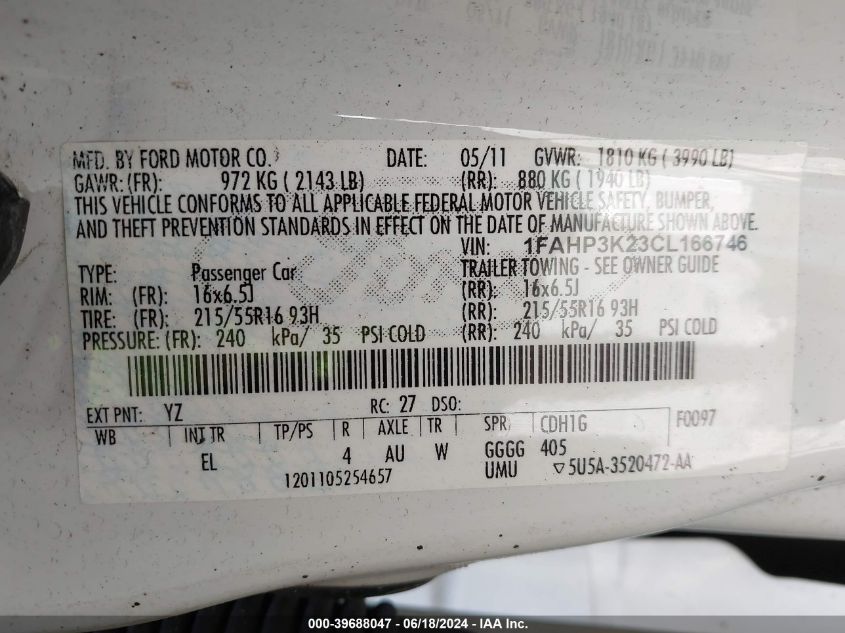 MFD. BY FORD MOTOR CO. DATE: 05/11 GVWR: 1810 KG ( 3990 LB)
GAWR: (FR): 972 KG ( 2143 LB) (RR): 880 KG ( 1940 LB)
THIS VEHICLE CONFORMS TO ALL APPLICABLE FEDERAL MOTOR VEHICLE SAFETY, BUMPER,
AND THEFT PREVENTION STANDARDS IN EFFECT ON THE DATE OF MANUFACTURE SHOWN ABOVE.
VIN: 1FAHP3K23CL166746
TYPE: Passenger Car TRAILER TOWING - SEE OWNER GUIDE
RIM: (FR): 16x6.5J (RR): 16x6.5J
TIRE: (FR): 215/55R16 93H (RR): 215/55R16 93H
PRESSURE: (FR): 240 kPa/ 35 PSI COLD (RR): 240 kPa/ 35 PSI COLD
EXT PNT: YZ RC: 27 DSO: F0097
WB INT TR TP/PS R AXLE TR SPR CDH1G
EL 4 AU W GGGG 405
UMU ▽5U5A-3520472-AA
1201105254657
000-39688047 - 06/18/2024 - IAA Inc.